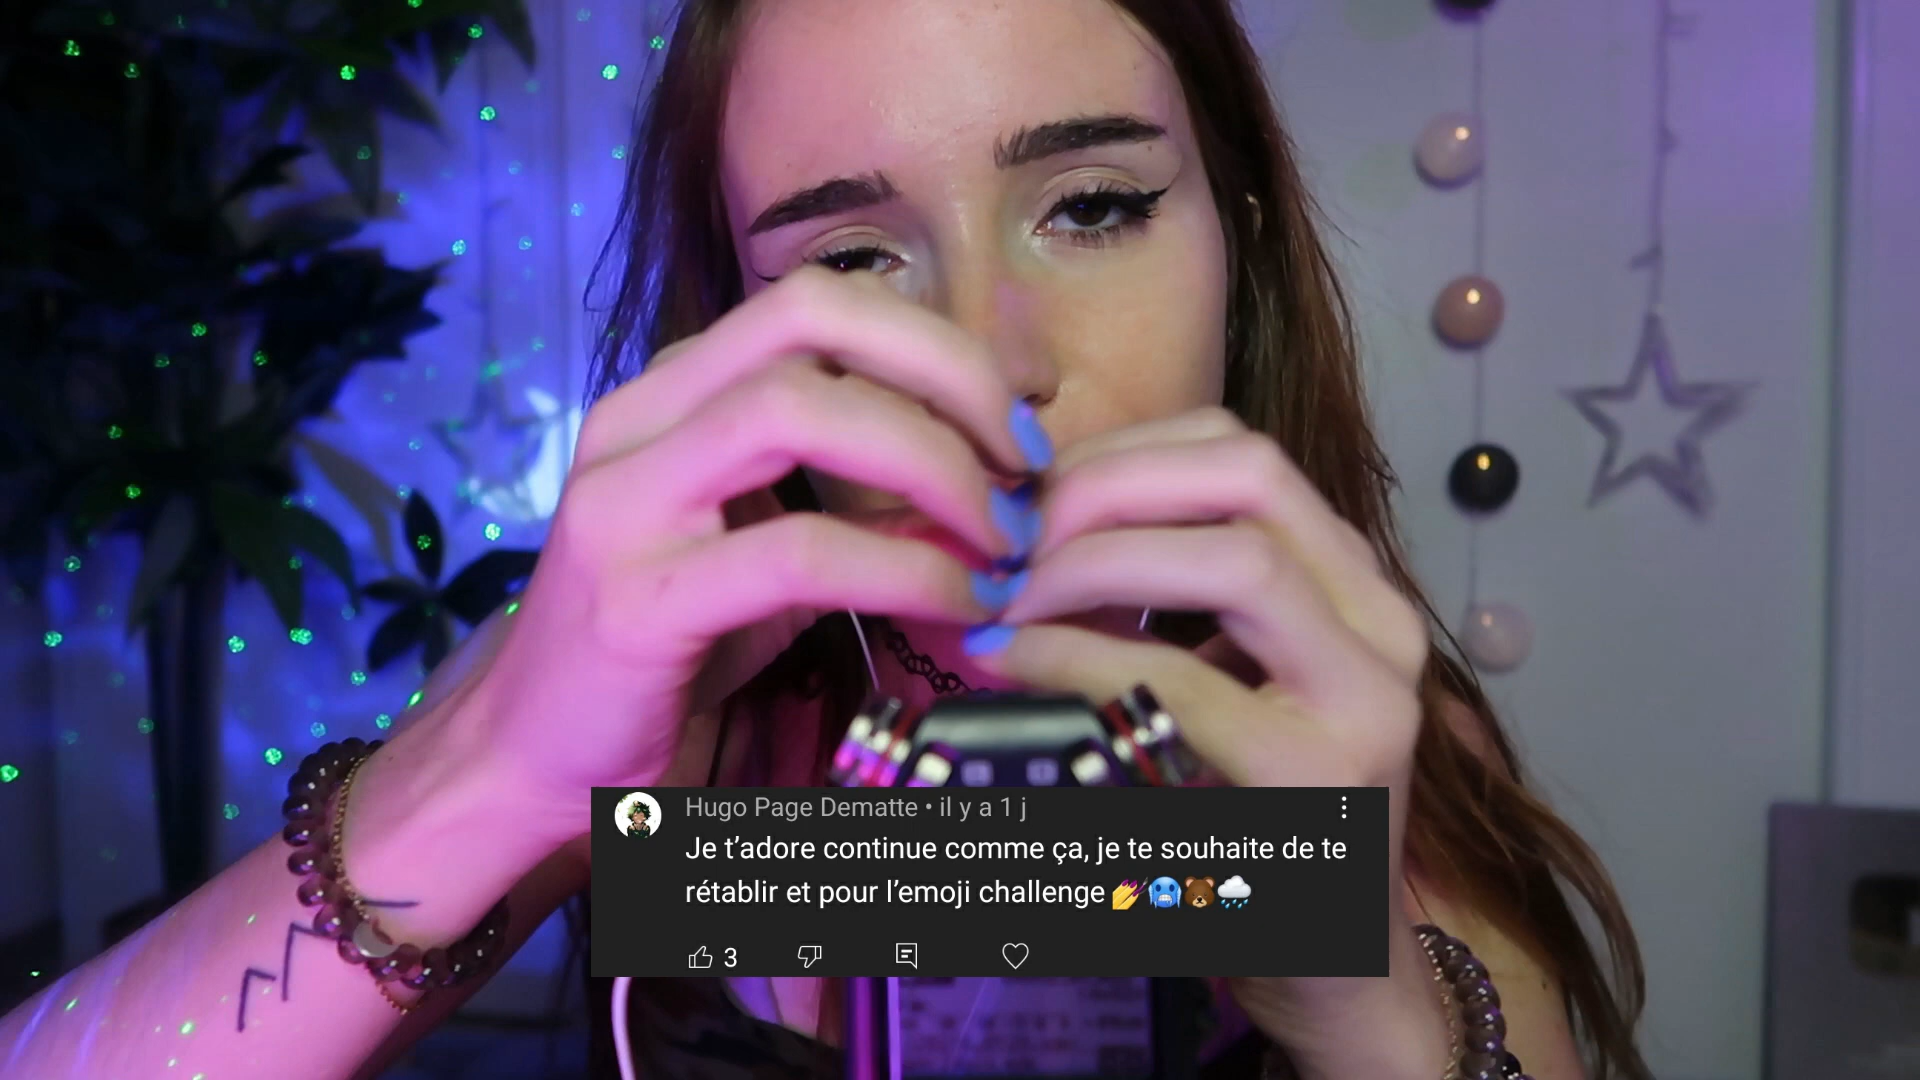 Hugo Page Dematte • il y a 1 j
Je t’adore continue comme ça, je te souhaite de te
rétablir et pour l’emoji challenge 💅🥶🐻🌧️
3